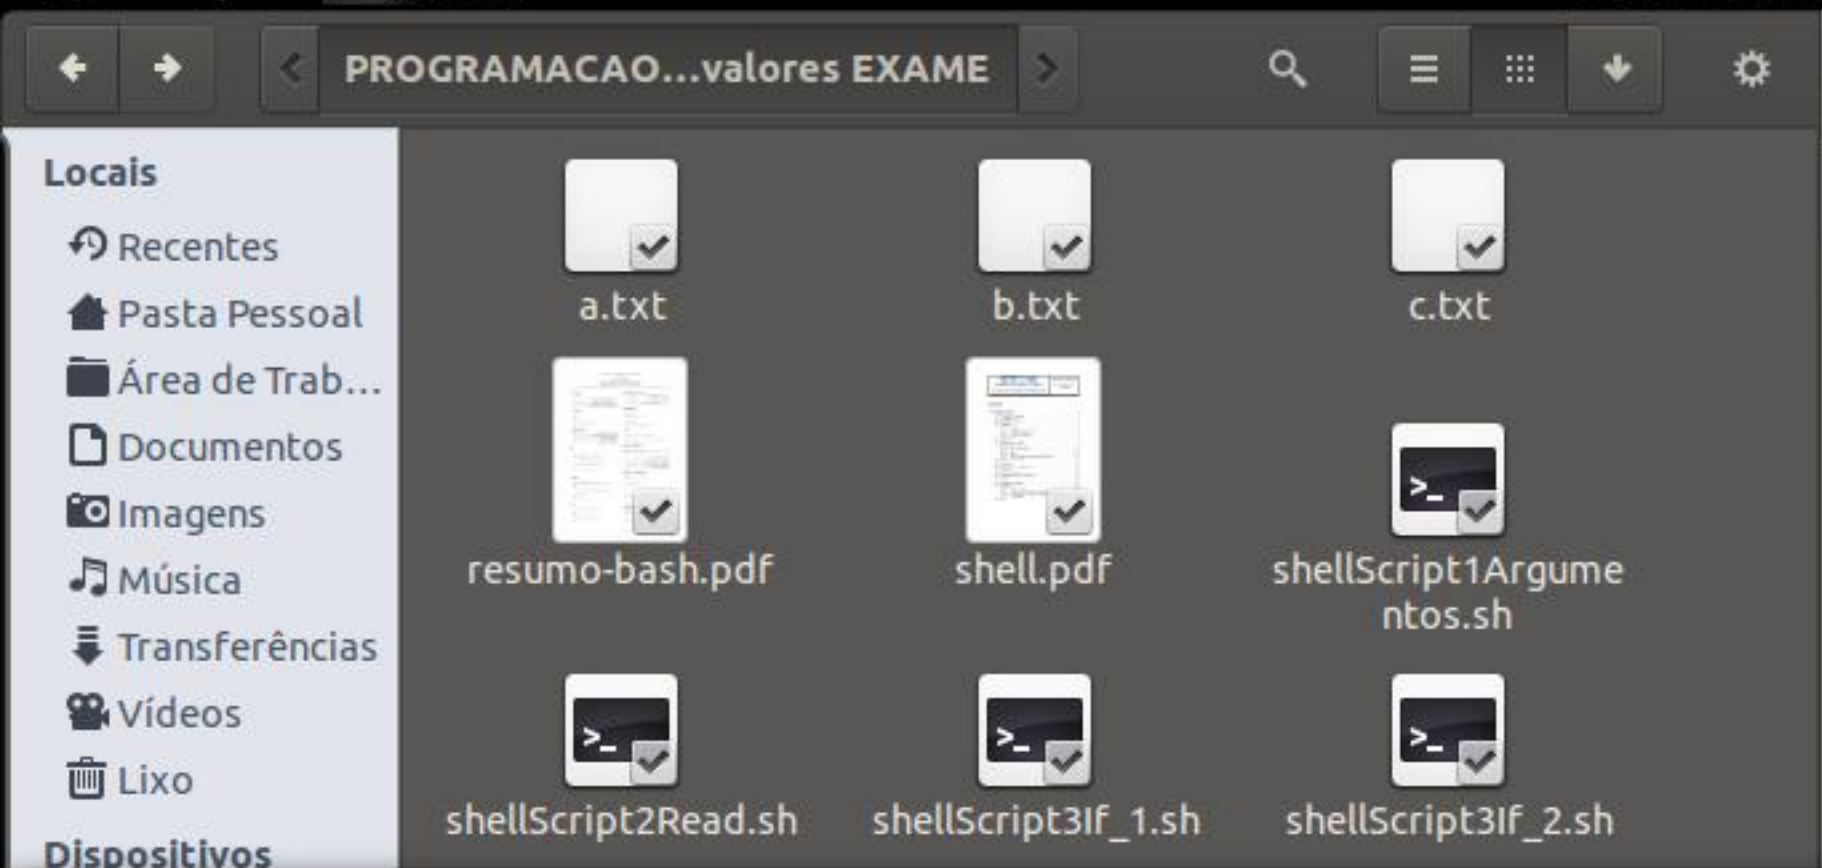 PROGRAMACAO...valores EXAME
Locais
Recentes
Pasta Pessoal
Área de Trab...
Documentos
Imagens
Música
Transferências
Vídeos
Lixo
Dispositivos
a.txt
b.txt
c.txt
resumo-bash.pdf
shell.pdf
shellScript1Argume
ntos.sh
shellScript2Read.sh
shellScript3If_1.sh
shellScript3If_2.sh